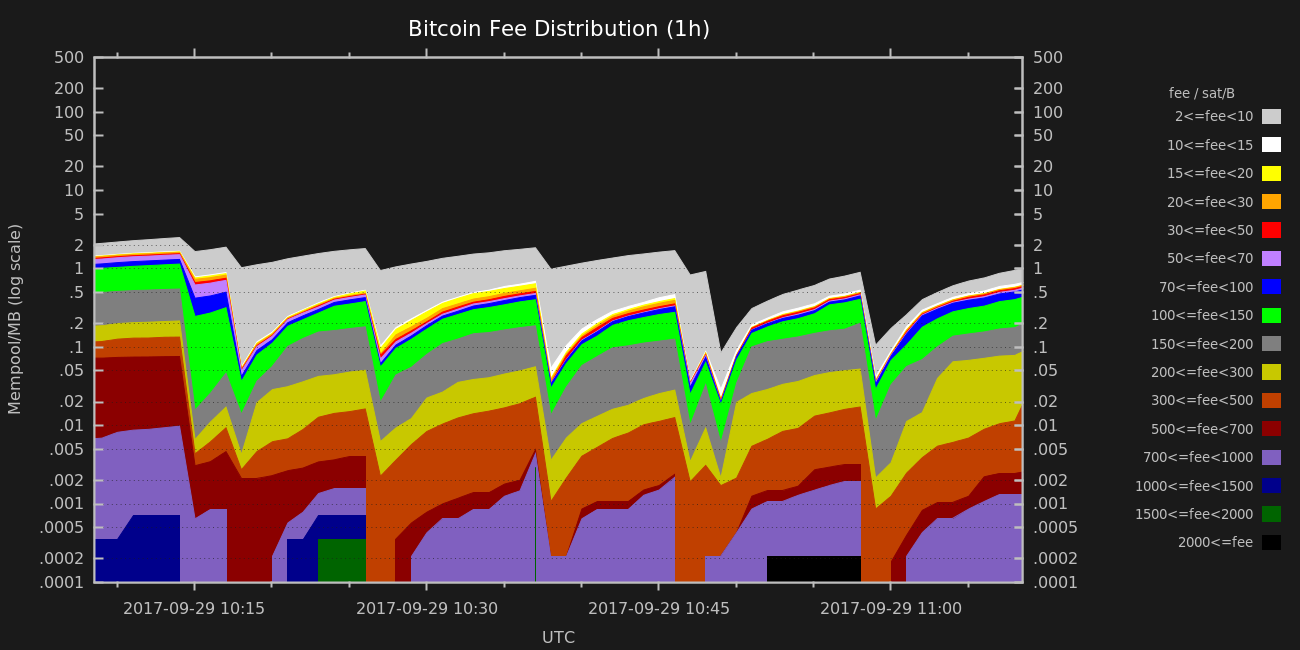 Bitcoin Fee Distribution (1h)
Mempool/MB (log scale)
500
200
100
50
20
10
5
2
1
.5
.2
.1
.05
.02
.01
.005
.002
.001
.0005
.0002
.0001
500
200
100
50
20
10
5
2
1
.5
.2
.1
.05
.02
.01
.005
.002
.001
.0005
.0002
.0001
2017-09-29 10:15
2017-09-29 10:30
2017-09-29 10:45
2017-09-29 11:00
UTC
fee / sat/B
2<=fee<10
10<=fee<15
15<=fee<20
20<=fee<30
30<=fee<50
50<=fee<70
70<=fee<100
100<=fee<150
150<=fee<200
200<=fee<300
300<=fee<500
500<=fee<700
700<=fee<1000
1000<=fee<1500
1500<=fee<2000
2000<=fee